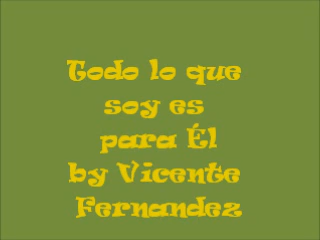 Todo lo que
soy es
para Él
by Vicente
Fernandez